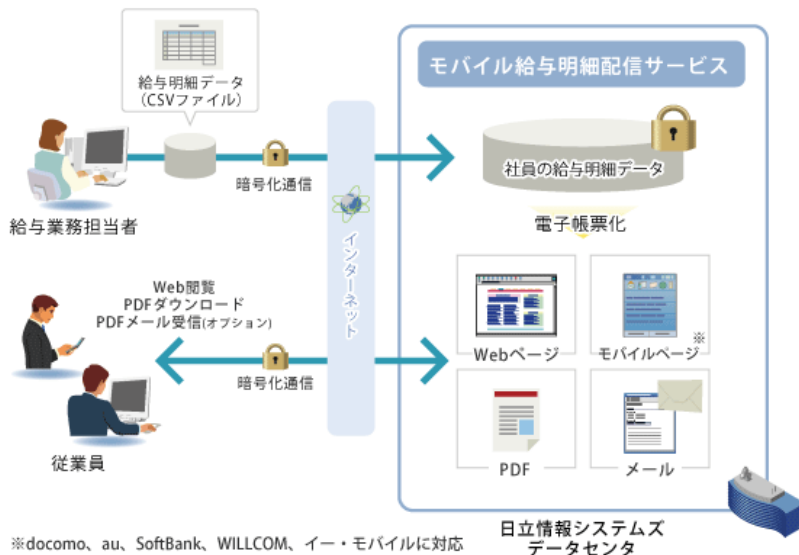 給与明細データ
(CSVファイル)
モバイル給与明細配信サービス
社員の給与明細データ
暗号化通信
給与業務担当者
インターネット
電子帳票化
Web閲覧
PDFダウンロード
PDFメール受信(オプション)
暗号化通信
従業員
Webページ
モバイルページ
※
PDF
メール
日立情報システムズ
データセンタ
※docomo、au、SoftBank、WILLCOM、イー・モバイルに対応